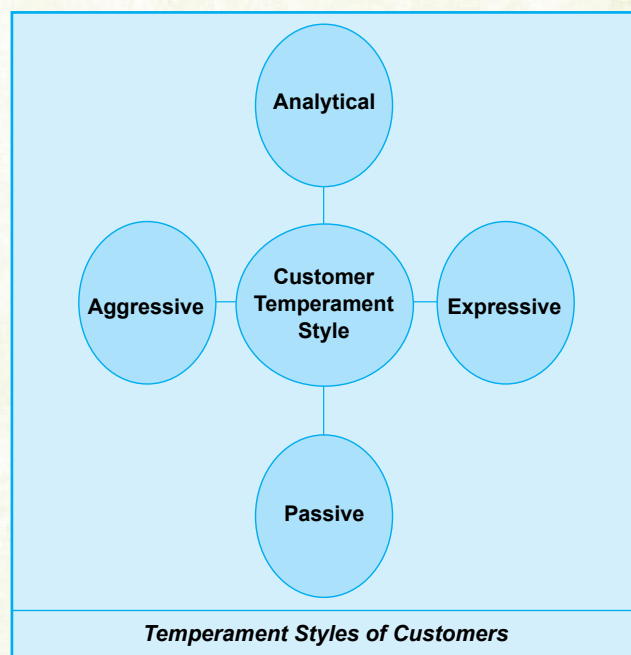 Analytical
Aggressive
Customer
Temperament
Style
Expressive
Passive
Temperament Styles of Customers